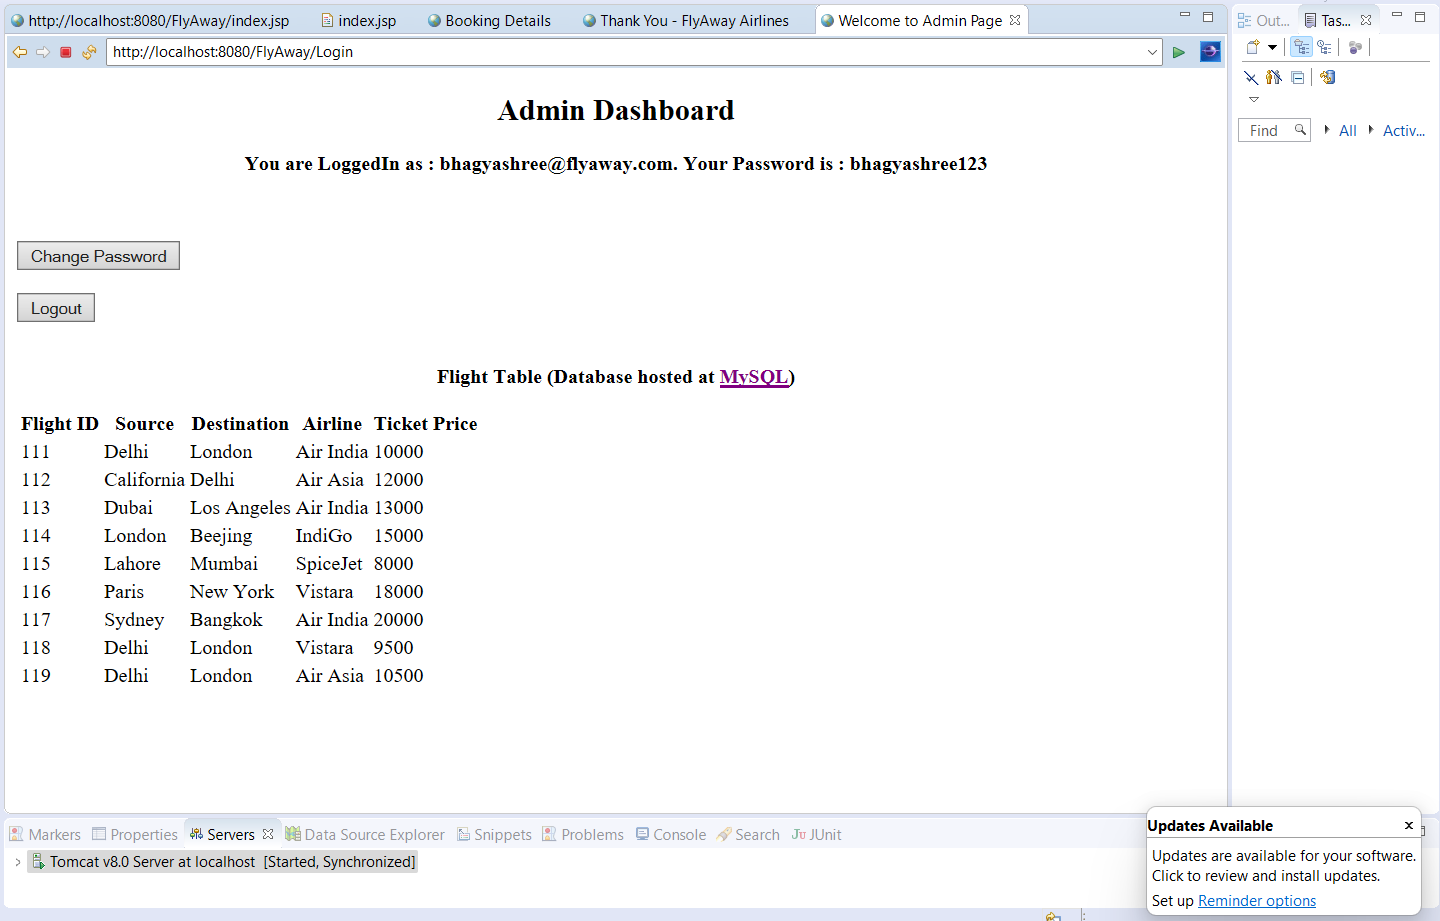 http://localhost:8080/FlyAway/index.jsp index.jsp Booking Details Thank You - FlyAway Airlines Welcome to Admin Page
Out... Tas...
http://localhost:8080/FlyAway/Login
Find All Activ...
Admin Dashboard
You are LoggedIn as : bhagyashree@flyaway.com. Your Password is : bhagyashree123
Change Password
Logout
Flight Table (Database hosted at MySQL)
Flight ID Source Destination Airline Ticket Price
111 Delhi London Air India 10000
112 California Delhi Air Asia 12000
113 Dubai Los Angeles Air India 13000
114 London Beejing IndiGo 15000
115 Lahore Mumbai SpiceJet 8000
116 Paris New York Vistara 18000
117 Sydney Bangkok Air India 20000
118 Delhi London Vistara 9500
119 Delhi London Air Asia 10500
Markers Properties Servers Data Source Explorer Snippets Problems Console Search Ju JUnit
Tomcat v8.0 Server at localhost [Started, Synchronized]
Updates Available
Updates are available for your software.
Click to review and install updates.
Set up Reminder options